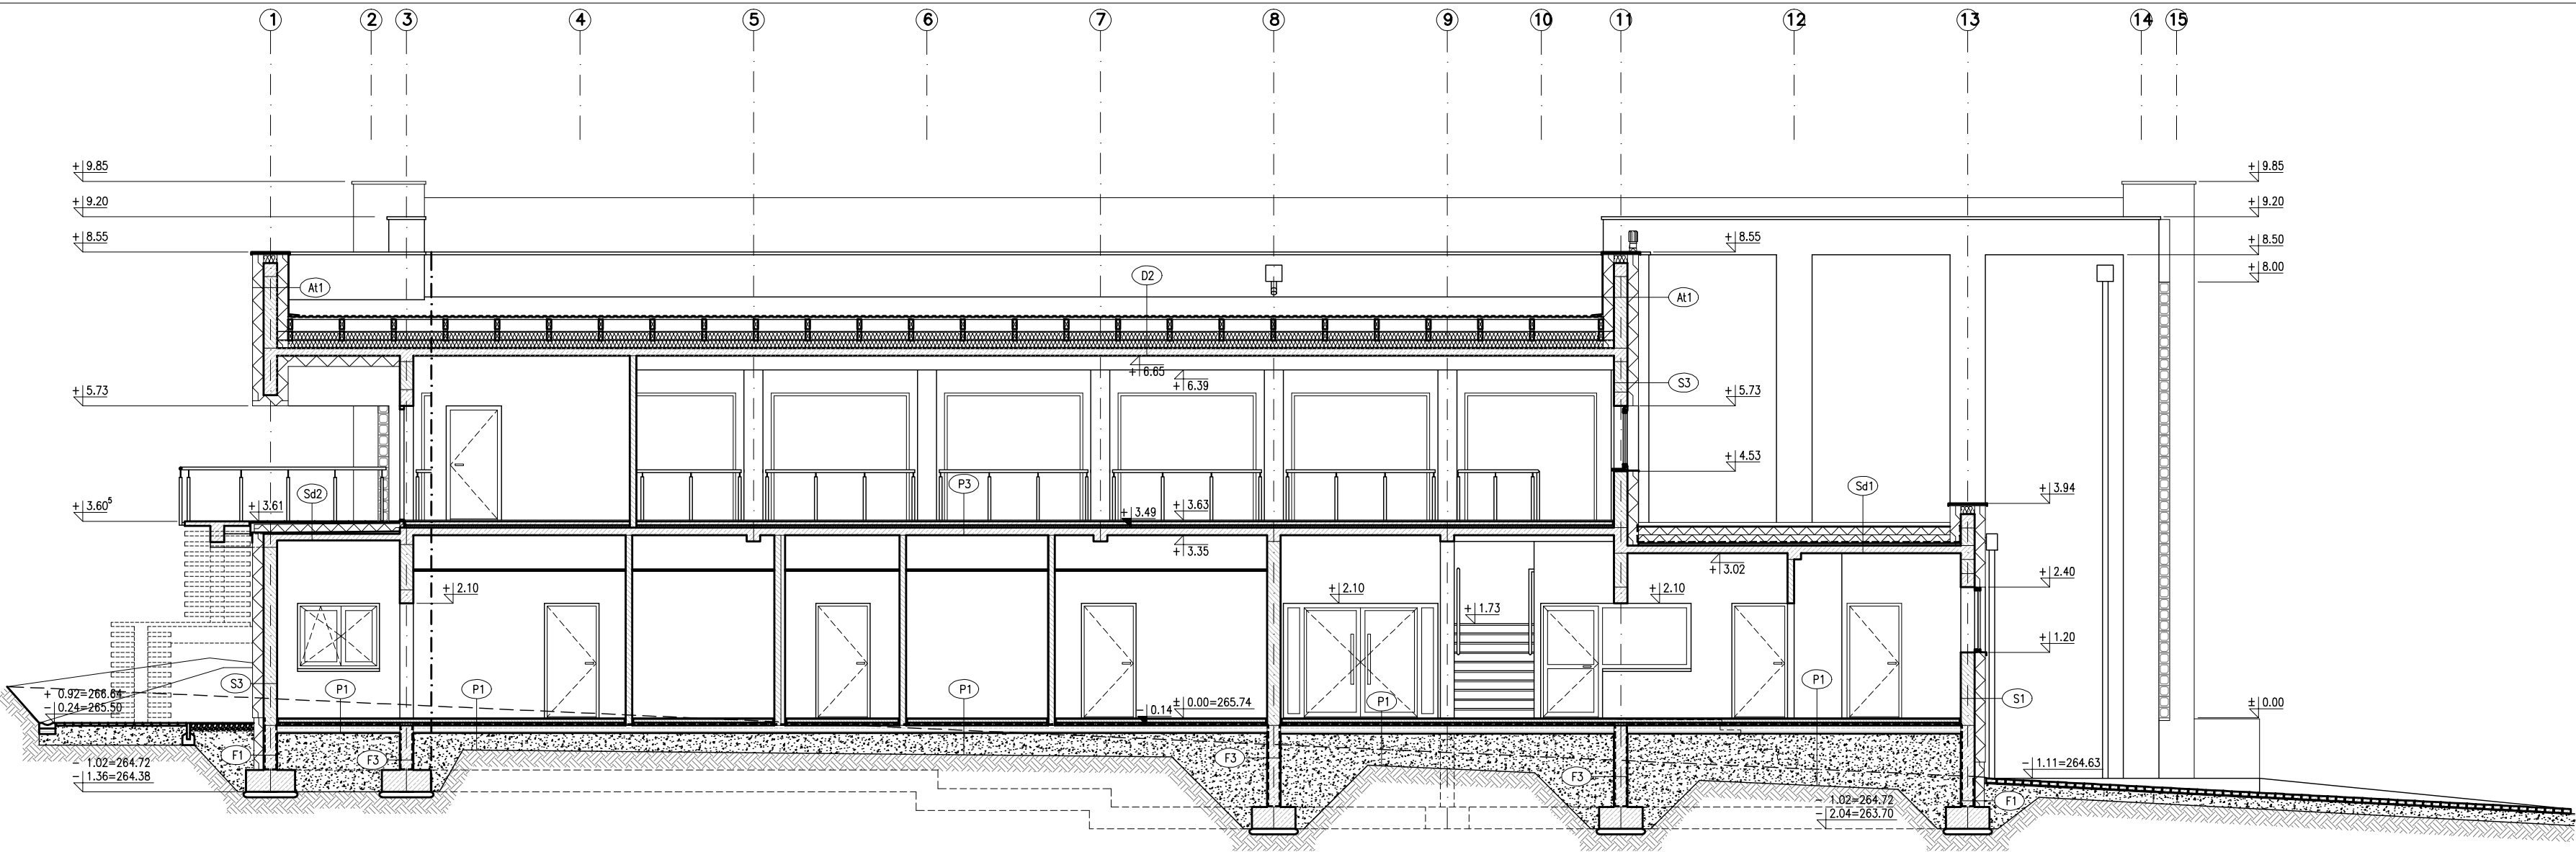 1 2 3 4 5 6 7 8 9 10 11 12 13 14 15
+ 9.85
+ 9.85
+ 9.20
+ 9.20
+ 8.55
+ 8.55
+ 8.50
+ 8.00
D2
At1
At1
+ 6.65
+ 6.39
S3
+ 5.73
+ 5.73
+ 4.53
P3
Sd1
Sd2
+ 3.60⁵
+ 3.61
+ 3.49
+ 3.63
+ 3.94
+ 3.35
+ 3.02
+ 2.10
+ 2.10
+ 2.10
+ 2.40
+ 1.73
+ 1.20
S3
P1
P1
P1
P1
P1
S1
+ 0.92=266.64
- 0.24=265.50
± 0.00=265.74
- 0.14
± 0.00
F1
F3
F3
F3
F1
- 1.02=264.72
- 1.36=264.38
- 1.11=264.63
- 1.02=264.72
- 2.04=263.70